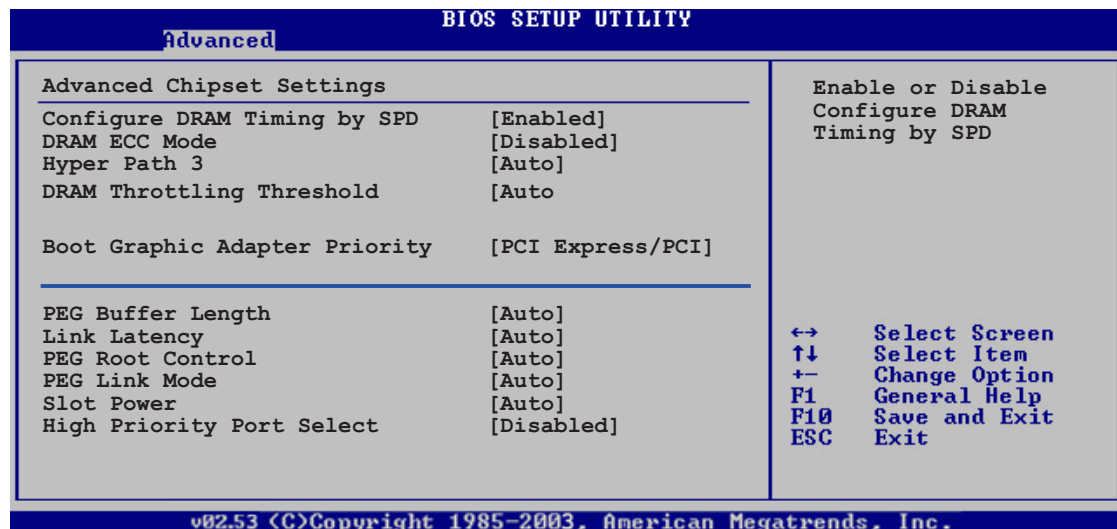 BIOS SETUP UTILITY
Advanced
Advanced Chipset Settings
Configure DRAM Timing by SPD [Enabled]
DRAM ECC Mode [Disabled]
Hyper Path 3 [Auto]
DRAM Throttling Threshold [Auto
Boot Graphic Adapter Priority [PCI Express/PCI]
PEG Buffer Length [Auto]
Link Latency [Auto]
PEG Root Control [Auto]
PEG Link Mode [Auto]
Slot Power [Auto]
High Priority Port Select [Disabled]
Enable or Disable
Configure DRAM
Timing by SPD
←→ Select Screen
↑↓ Select Item
+- Change Option
F1 General Help
F10 Save and Exit
ESC Exit
v02.53 (C)Copyright 1985-2003, American Megatrends, Inc.